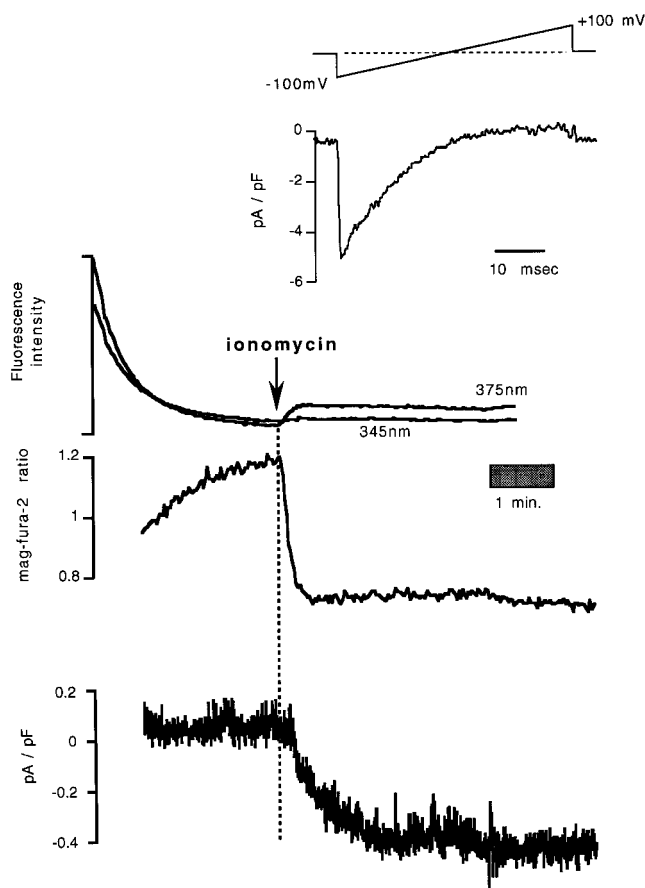 +100 mV
-100mV
0
-2
-4
-6
pA / pF
10 msec
Fluorescence
intensity
ionomycin
375nm
345nm
1.2
1
0.8
mag-fura-2 ratio
1 min.
0.2
0
-0.2
-0.4
pA / pF